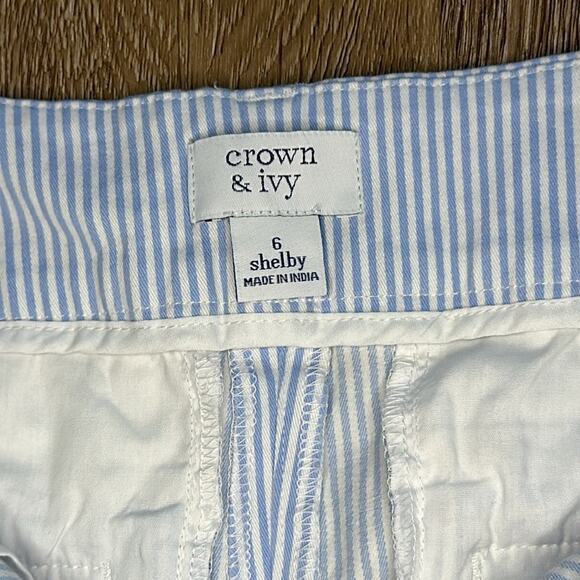 crown
& ivy
6
shelby
MADE IN INDIA